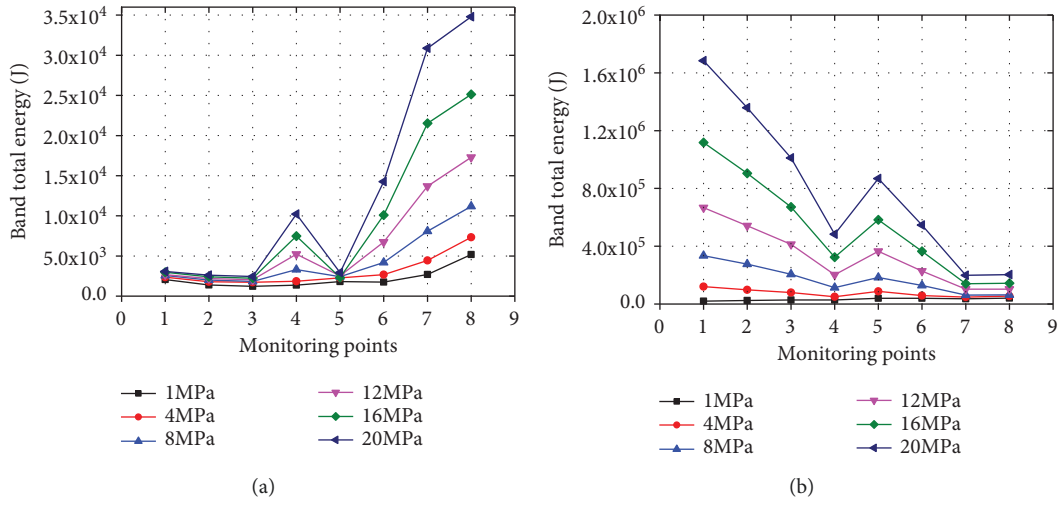 Band total energy (J)
3.5x10⁴
3.0x10⁴
2.5x10⁴
2.0x10⁴
1.5x10⁴
1.0x10⁴
5.0x10³
0.0
0 1 2 3 4 5 6 7 8 9
Monitoring points
1MPa
4MPa
8MPa
12MPa
16MPa
20MPa
(a)
Band total energy (J)
2.0x10⁶
1.6x10⁶
1.2x10⁶
8.0x10⁵
4.0x10⁵
0.0
0 1 2 3 4 5 6 7 8 9
Monitoring points
1MPa
4MPa
8MPa
12MPa
16MPa
20MPa
(b)